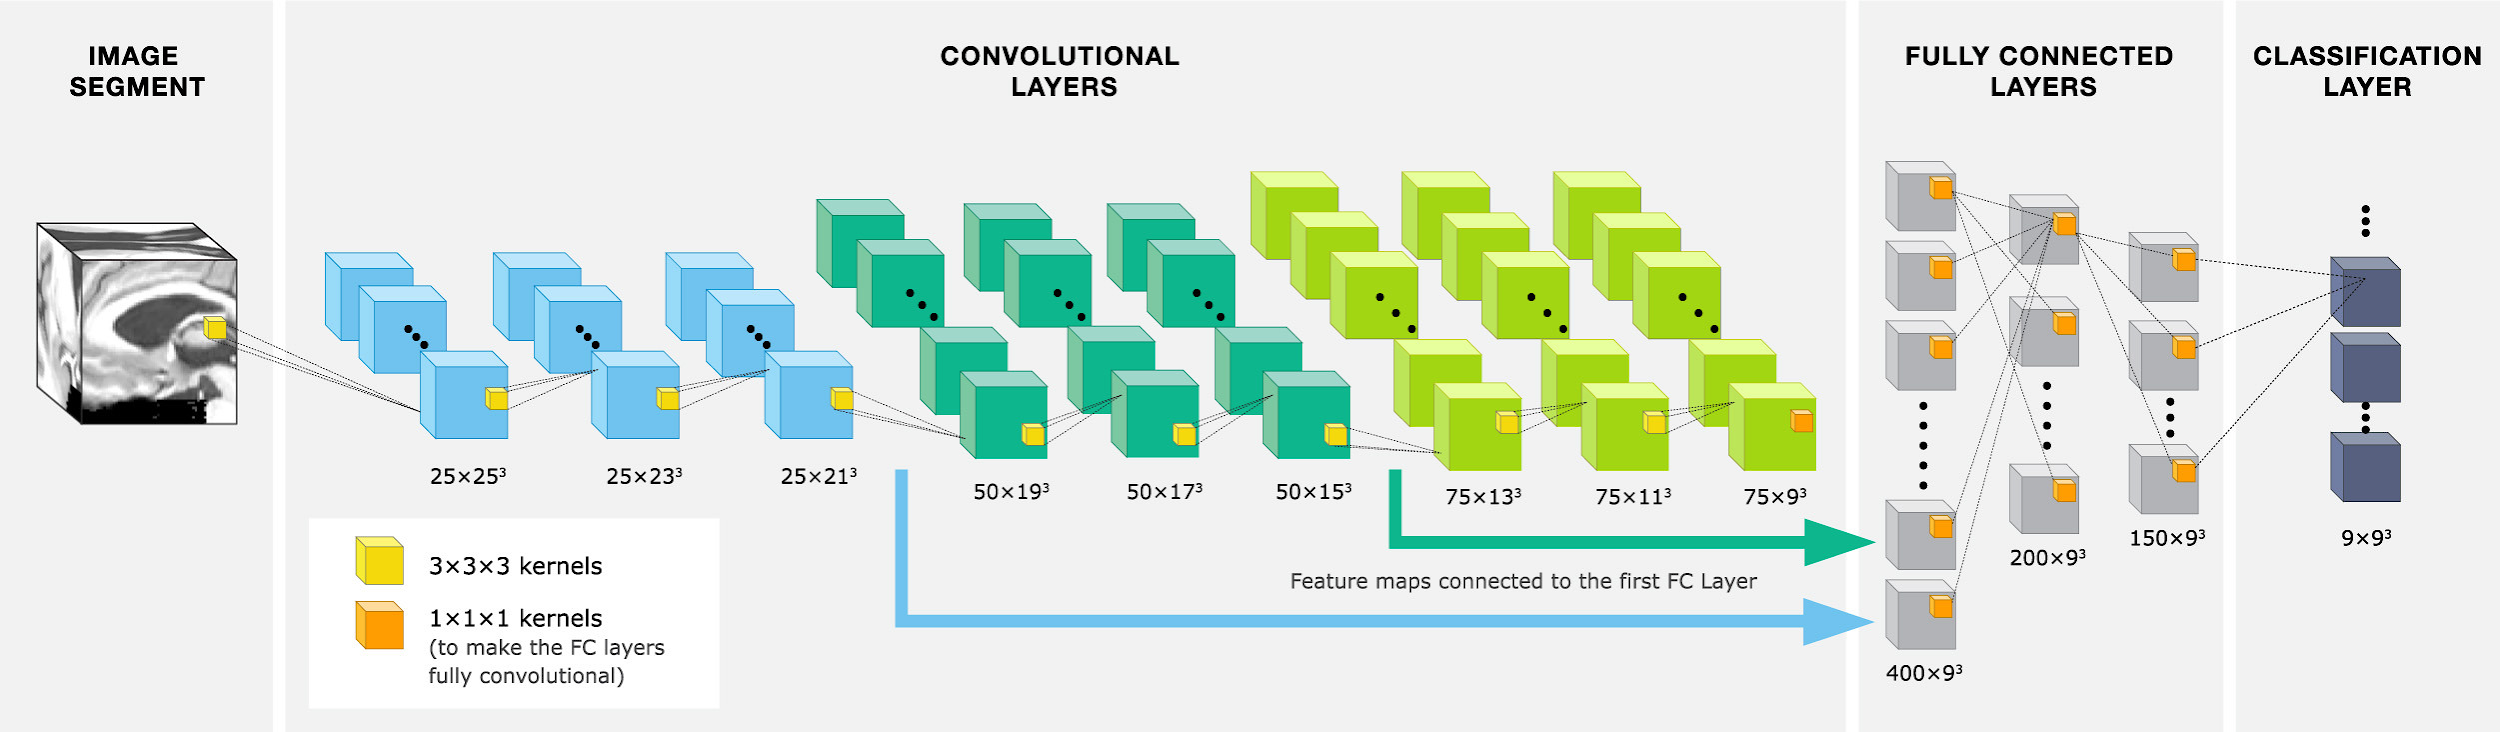 IMAGE
SEGMENT
CONVOLUTIONAL
LAYERS
FULLY CONNECTED
LAYERS
CLASSIFICATION
LAYER
25×25³
25×23³
25×21³
50×19³
50×17³
50×15³
75×13³
75×11³
75×9³
400×9³
200×9³
150×9³
9×9³
3×3×3 kernels
1×1×1 kernels
(to make the FC layers
fully convolutional)
Feature maps connected to the first FC Layer